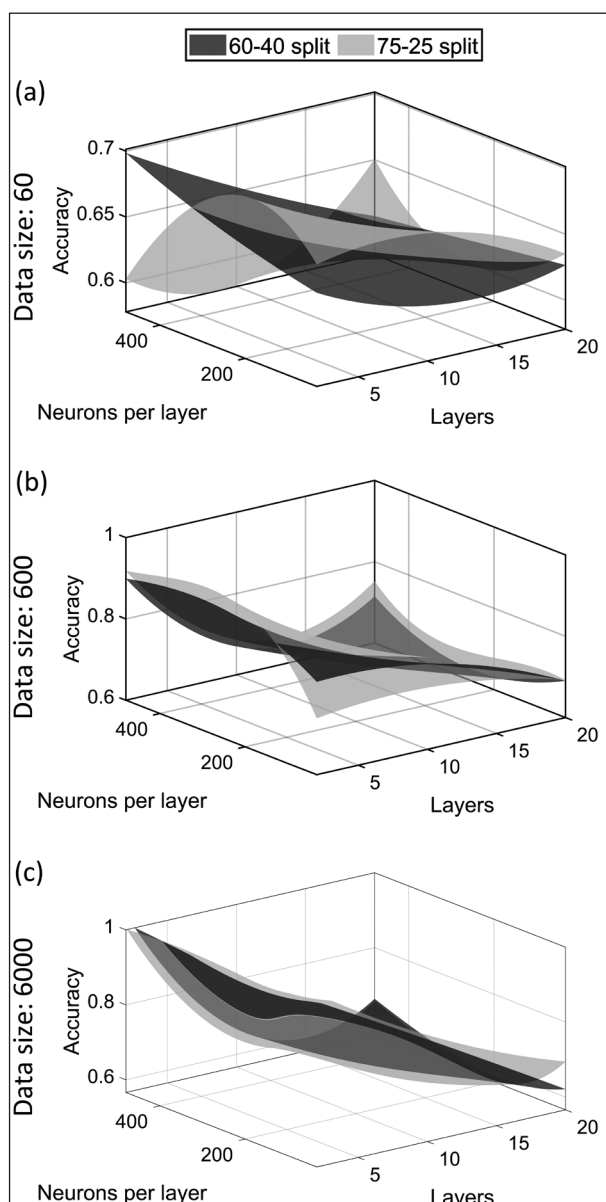 60-40 split 75-25 split
(a)
Data size: 60
Accuracy
0.7
0.65
0.6
400
200
Neurons per layer
5
10
15
20
Layers
(b)
Data size: 600
Accuracy
1
0.8
0.6
400
200
Neurons per layer
5
10
15
20
Layers
(c)
Data size: 6000
Accuracy
1
0.8
0.6
400
200
Neurons per layer
5
10
15
20
Layers